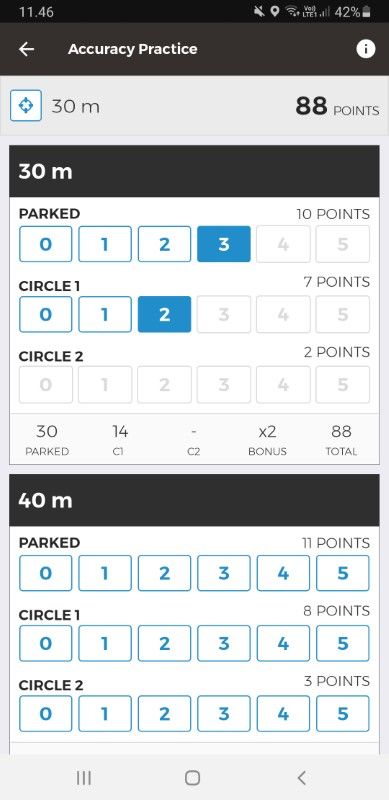 11.46 Vo)) LTE1 42%
Accuracy Practice i
30 m 88 POINTS
30 m
PARKED 10 POINTS
0 1 2 3 4 5
CIRCLE 1 7 POINTS
0 1 2 3 4 5
CIRCLE 2 2 POINTS
0 1 2 3 4 5
30 14 - x2 88
PARKED C1 C2 BONUS TOTAL
40 m
PARKED 11 POINTS
0 1 2 3 4 5
CIRCLE 1 8 POINTS
0 1 2 3 4 5
CIRCLE 2 3 POINTS
0 1 2 3 4 5